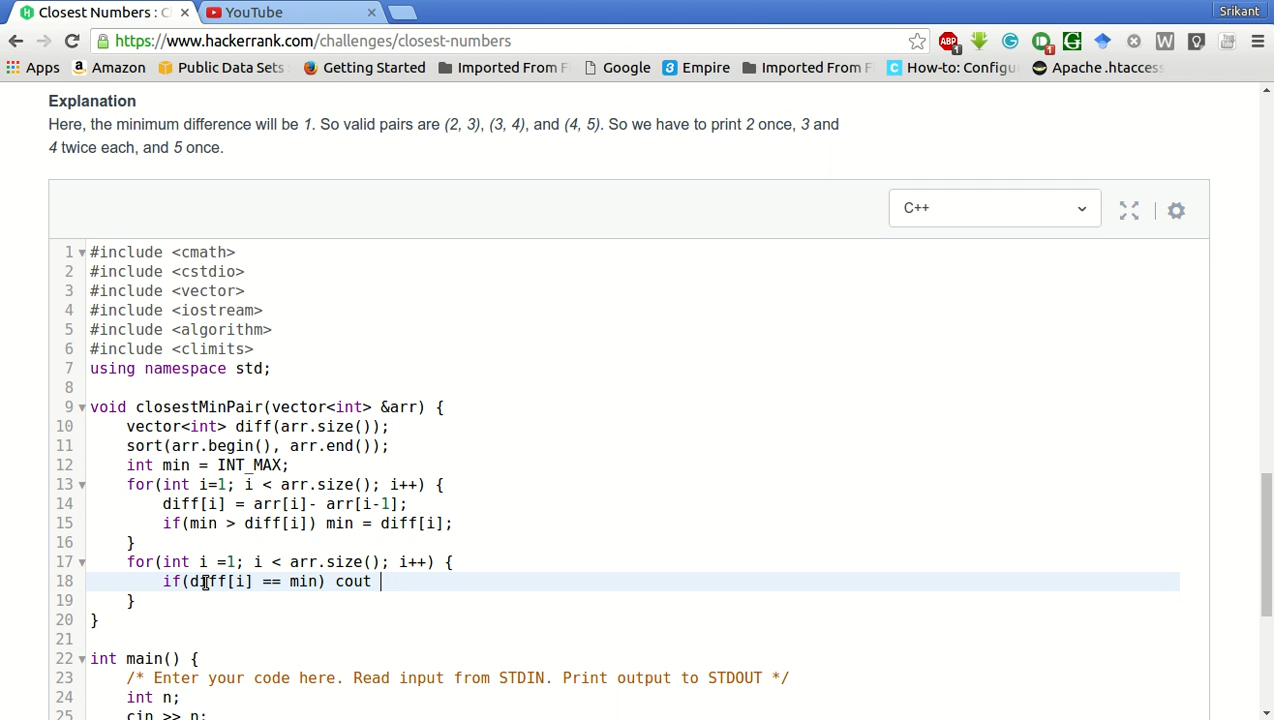 Closest Numbers : C
YouTube
Srikant
https://www.hackerrank.com/challenges/closest-numbers
Apps Amazon Public Data Sets Getting Started Imported From F Google Empire Imported From F How-to: Configu Apache .htacces
Explanation
Here, the minimum difference will be 1. So valid pairs are (2, 3), (3, 4), and (4, 5). So we have to print 2 once, 3 and
4 twice each, and 5 once.
C++
1 #include <cmath>
2 #include <cstdio>
3 #include <vector>
4 #include <iostream>
5 #include <algorithm>
6 #include <climits>
7 using namespace std;
8
9 void closestMinPair(vector<int> &arr) {
10 vector<int> diff(arr.size());
11 sort(arr.begin(), arr.end());
12 int min = INT_MAX;
13 for(int i=1; i < arr.size(); i++) {
14 diff[i] = arr[i]- arr[i-1];
15 if(min > diff[i]) min = diff[i];
16 }
17 for(int i =1; i < arr.size(); i++) {
18 if(diff[i] == min) cout
19 }
20 }
21
22 int main() {
23 /* Enter your code here. Read input from STDIN. Print output to STDOUT */
24 int n;
25 cin >> n;